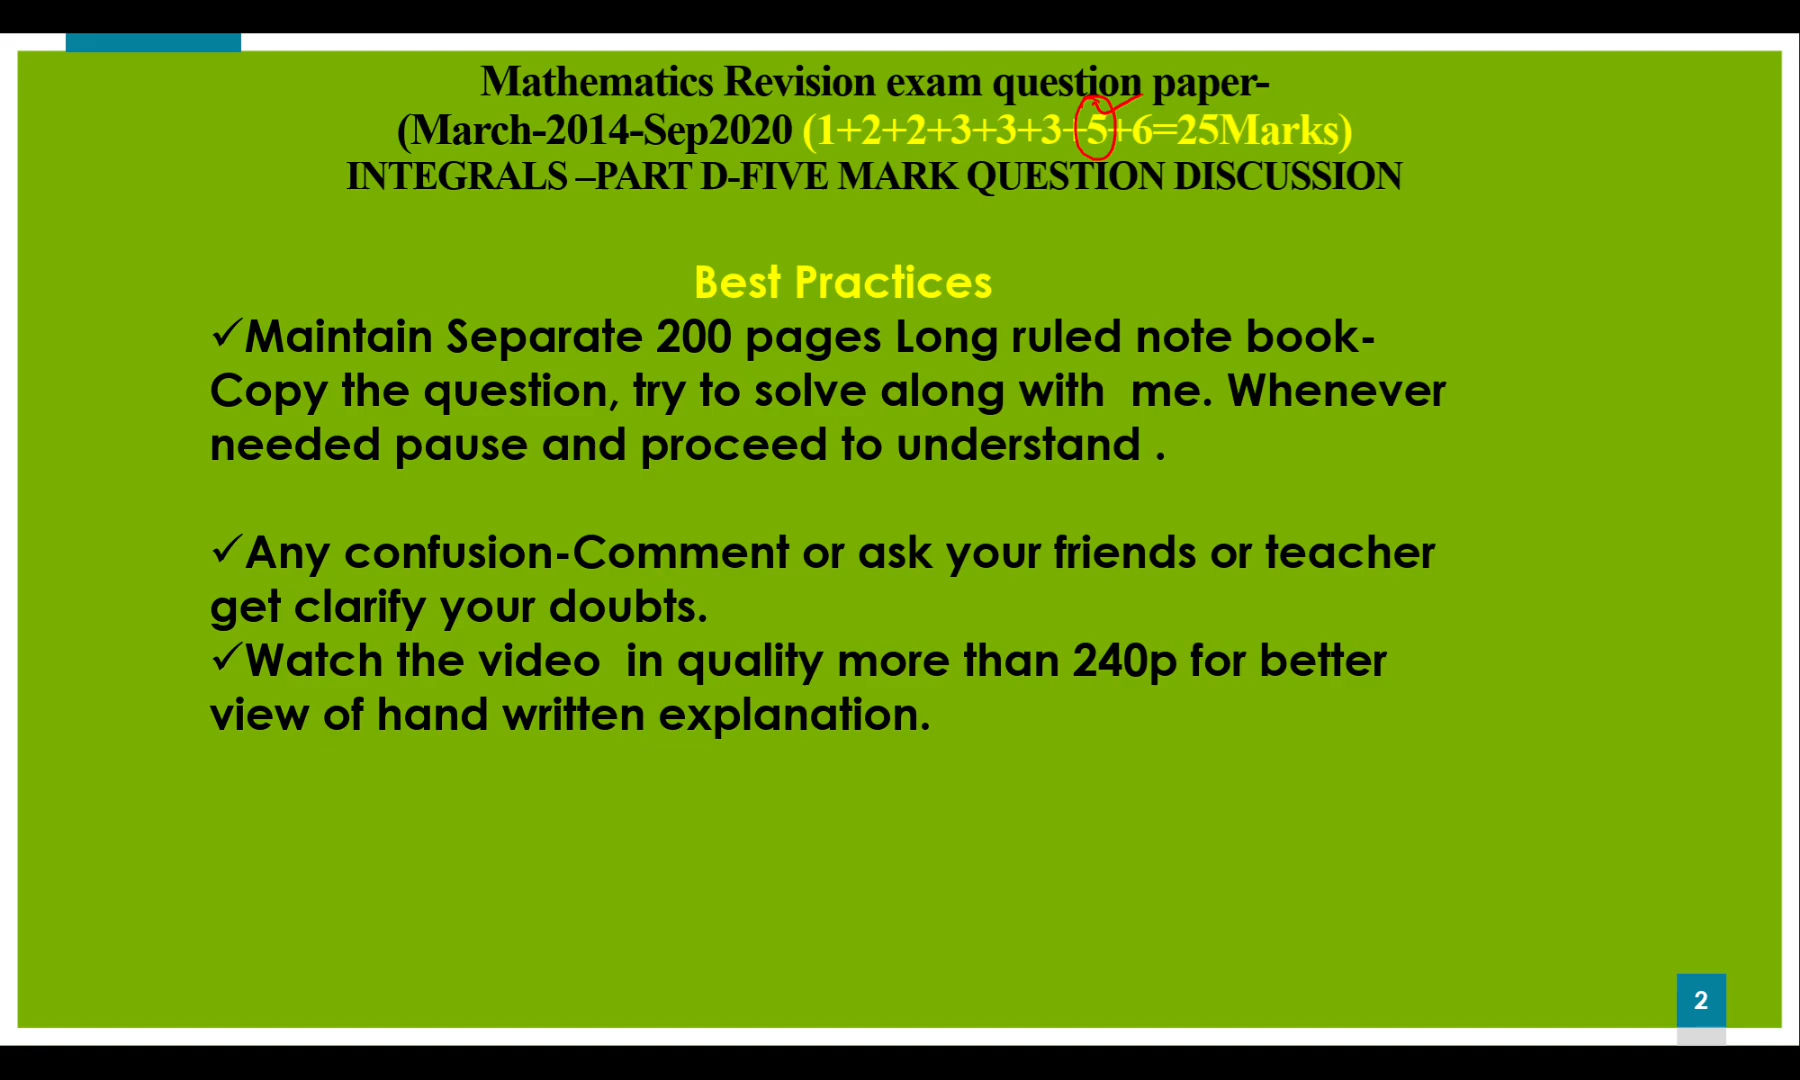 Mathematics Revision exam question paper-
(March-2014-Sep2020 (1+2+2+3+3+3+5+6=25Marks)
INTEGRALS –PART D-FIVE MARK QUESTION DISCUSSION
Best Practices
✓Maintain Separate 200 pages Long ruled note book-
Copy the question, try to solve along with  me. Whenever
needed pause and proceed to understand .
✓Any confusion-Comment or ask your friends or teacher
get clarify your doubts.
✓Watch the video  in quality more than 240p for better
view of hand written explanation.
2